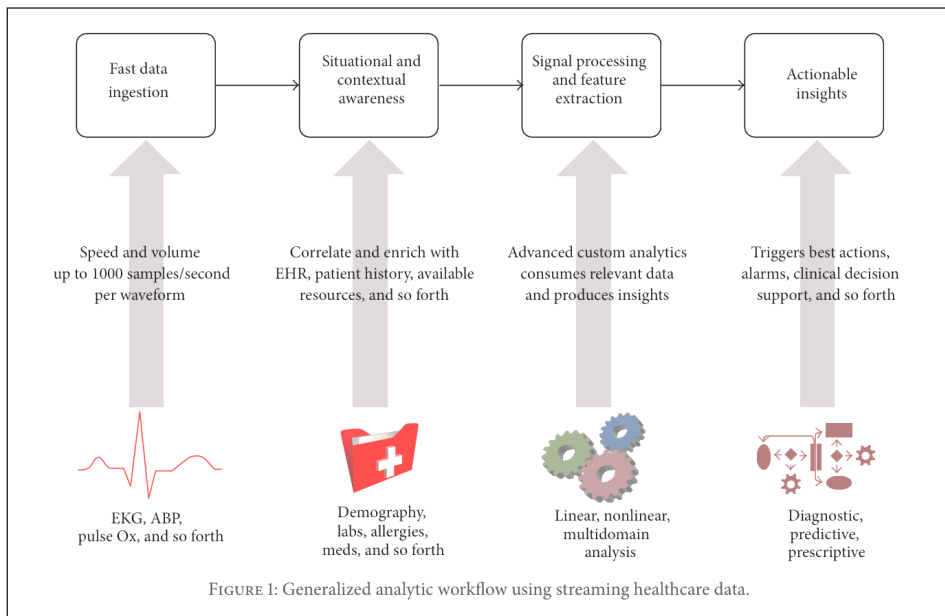 Fast data
ingestion
Situational and
contextual
awareness
Signal processing
and feature
extraction
Actionable
insights
Speed and volume
up to 1000 samples/second
per waveform
Correlate and enrich with
EHR, patient history, available
resources, and so forth
Advanced custom analytics
consumes relevant data
and produces insights
Triggers best actions,
alarms, clinical decision
support, and so forth
EKG, ABP,
pulse Ox, and so forth
Demography,
labs, allergies,
meds, and so forth
Linear, nonlinear,
multidomain
analysis
Diagnostic,
predictive,
prescriptive
FIGURE 1: Generalized analytic workflow using streaming healthcare data.